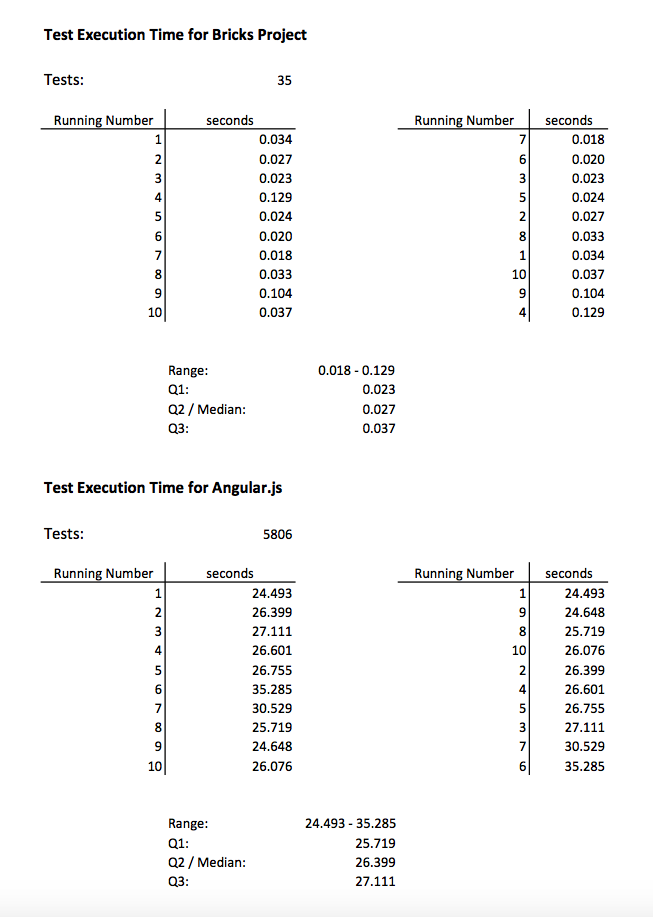 Test Execution Time for Bricks Project
Tests: 35
Running Number seconds Running Number seconds
1 0.034 7 0.018
2 0.027 6 0.020
3 0.023 3 0.023
4 0.129 5 0.024
5 0.024 2 0.027
6 0.020 8 0.033
7 0.018 1 0.034
8 0.033 10 0.037
9 0.104 9 0.104
10 0.037 4 0.129
Range: 0.018 - 0.129
Q1: 0.023
Q2 / Median: 0.027
Q3: 0.037
Test Execution Time for Angular.js
Tests: 5806
Running Number seconds Running Number seconds
1 24.493 1 24.493
2 26.399 9 24.648
3 27.111 8 25.719
4 26.601 10 26.076
5 26.755 2 26.399
6 35.285 4 26.601
7 30.529 5 26.755
8 25.719 3 27.111
9 24.648 7 30.529
10 26.076 6 35.285
Range: 24.493 - 35.285
Q1: 25.719
Q2 / Median: 26.399
Q3: 27.111